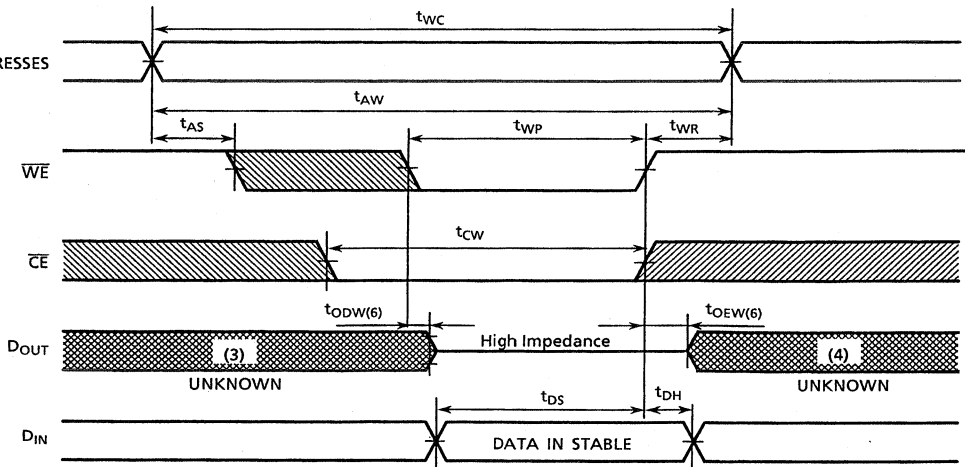 tWC
RESSES
tAW
tAS
tWP
tWR
WE
tCW
CE
tODW(6)
tOEW(6)
DOUT
(3)
High Impedance
(4)
UNKNOWN
UNKNOWN
tDS
tDH
DIN
DATA IN STABLE